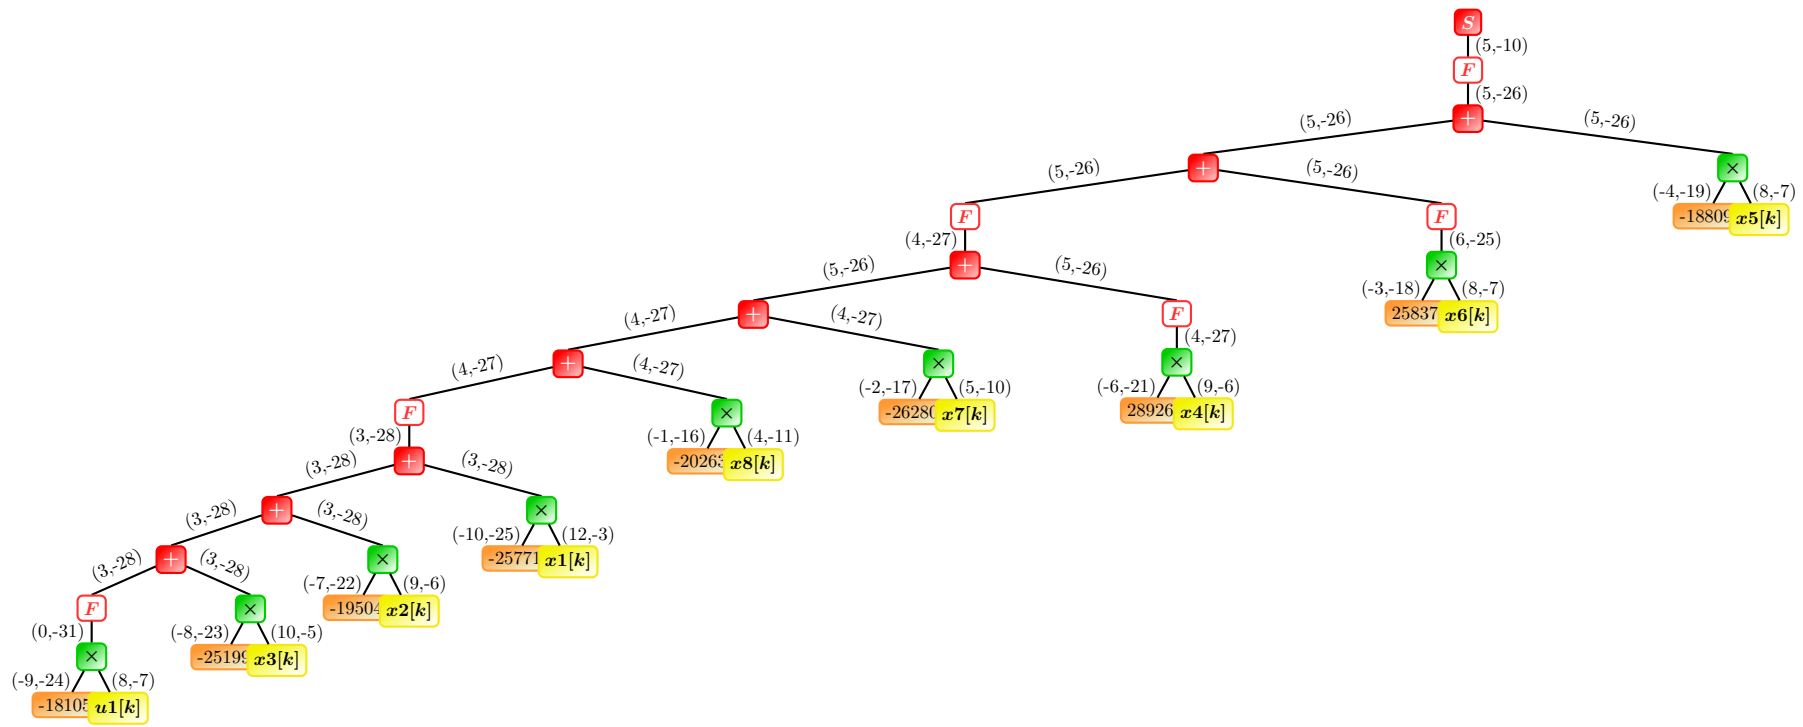 S
(5,-10)
F
(5,-26)
+
(5,-26) (5,-26)
+ ×
(5,-26) (5,-26) (-4,-19) (8,-7)
F F -18809 x5[k]
(4,-27) (6,-25)
+ ×
(5,-26) (5,-26) (-3,-18) (8,-7)
+ F 25837 x6[k]
(4,-27) (4,-27) (4,-27)
+ × ×
(4,-27) (4,-27) (-2,-17) (5,-10) (-6,-21) (9,-6)
F × -26280 x7[k] 28926 x4[k]
(3,-28) (-1,-16) (4,-11)
+ -20263 x8[k]
(3,-28) (3,-28)
+ ×
(3,-28) (3,-28) (-10,-25) (12,-3)
+ × -25771 x1[k]
(3,-28) (3,-28) (-7,-22) (9,-6)
F × -19504 x2[k]
(0,-31) (-8,-23) (10,-5)
× -25199 x3[k]
(-9,-24) (8,-7)
-18105 u1[k]